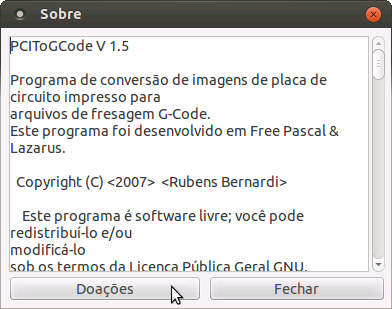 Sobre
PCIToGCode V 1.5
Programa de conversão de imagens de placa de
circuito impresso para
arquivos de fresagem G-Code.
Este programa foi desenvolvido em Free Pascal &
Lazarus.
Copyright (C) <2007> <Rubens Bernardi>
Este programa é software livre; você pode
redistribuí-lo e/ou
modificá-lo
sob os termos da Licença Pública Geral GNU,
Doações
Fechar